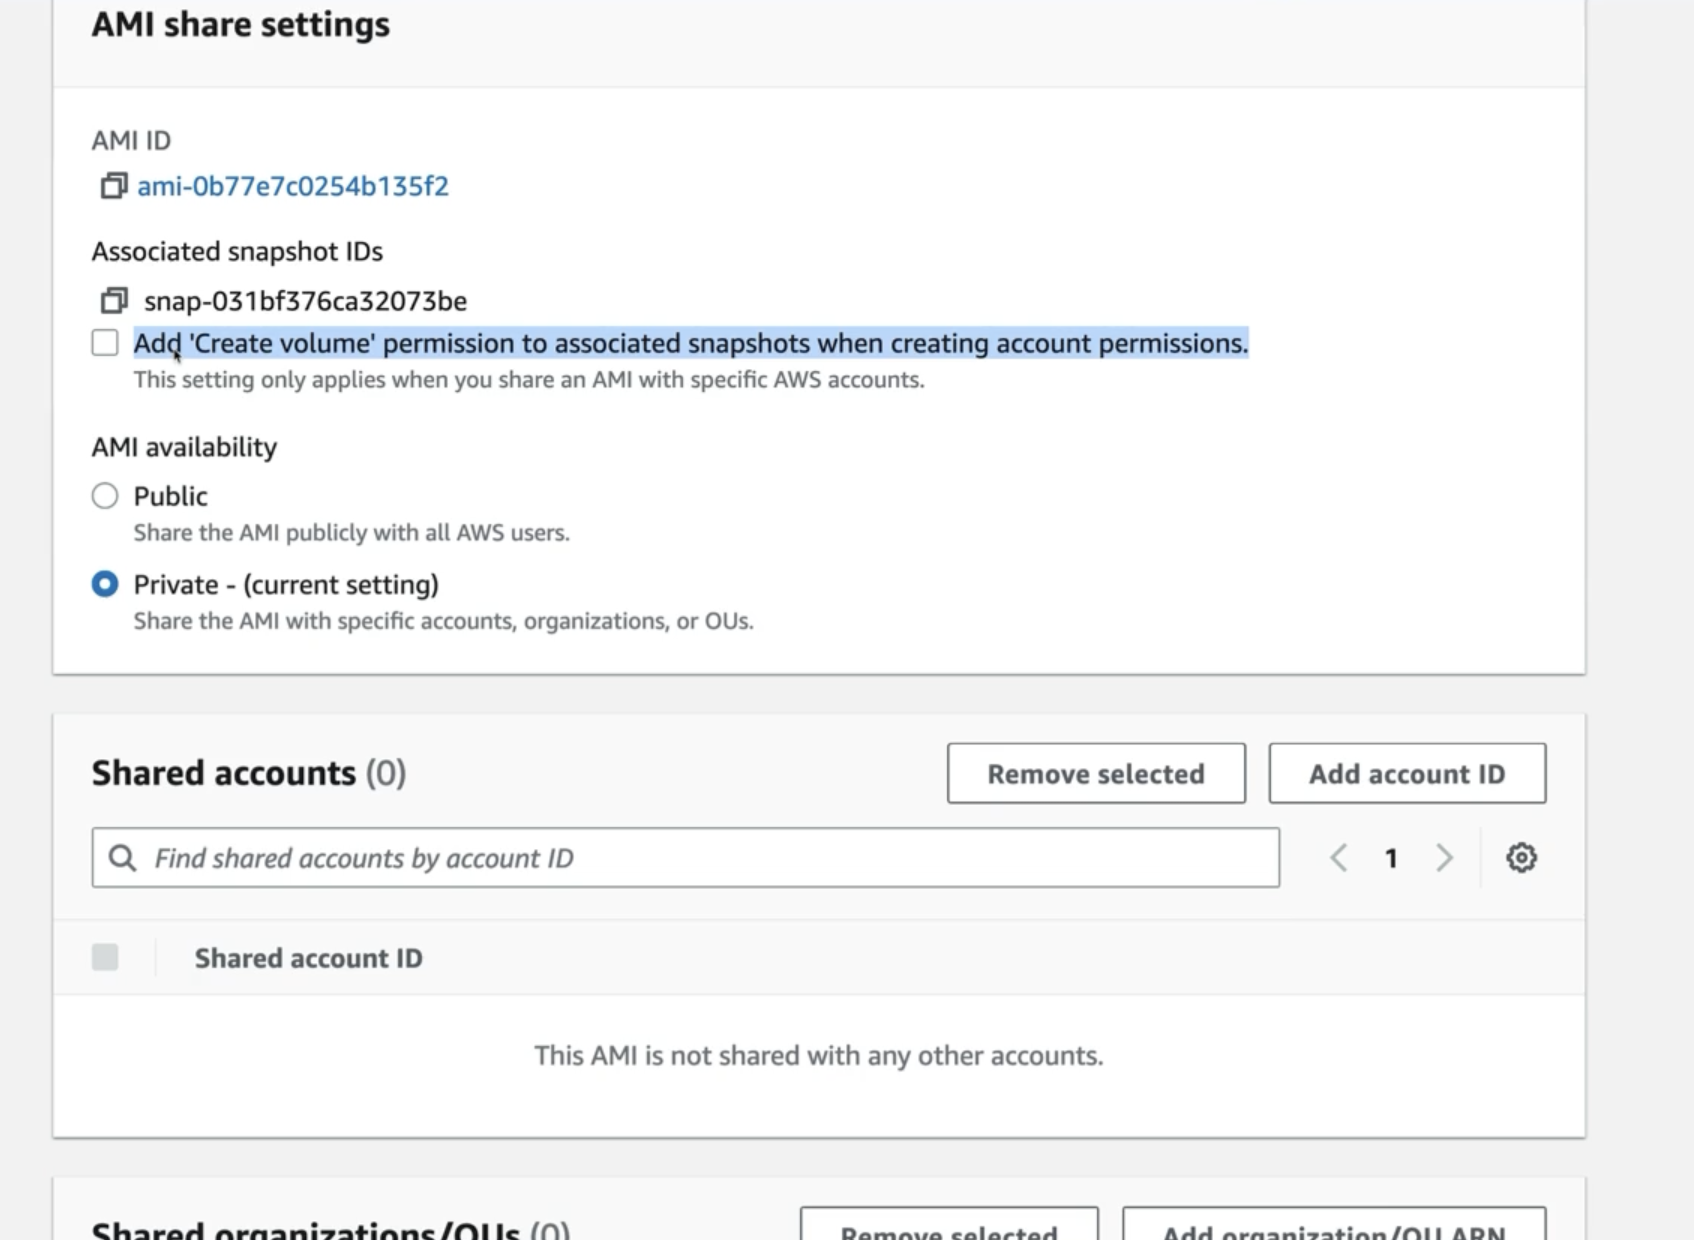 AMI share settings
AMI ID
ami-0b77e7c0254b135f2
Associated snapshot IDs
snap-031bf376ca32073be
Add 'Create volume' permission to associated snapshots when creating account permissions.
This setting only applies when you share an AMI with specific AWS accounts.
AMI availability
Public
Share the AMI publicly with all AWS users.
Private - (current setting)
Share the AMI with specific accounts, organizations, or OUs.
Shared accounts (0)
Remove selected
Add account ID
Find shared accounts by account ID
1
Shared account ID
This AMI is not shared with any other accounts.
Shared organizations/OUs (0)
Remove selected
Add organization/OU ARN